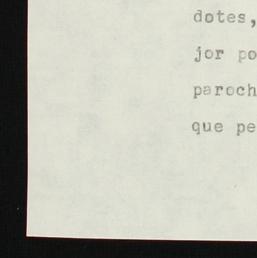 dotes,
jor po
paroch
que pe